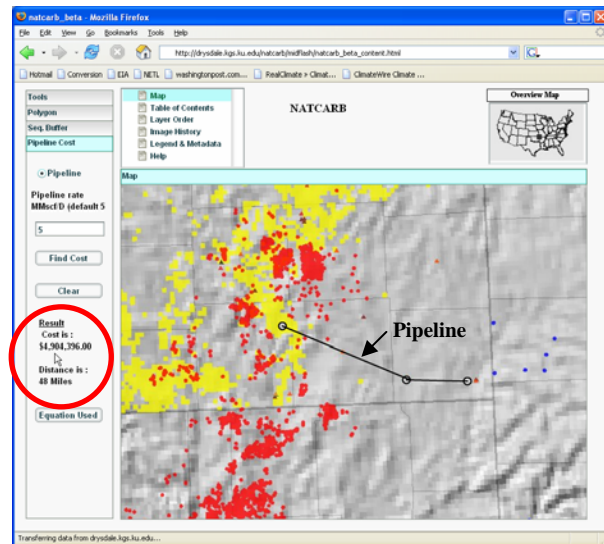 natcarb_beta - Mozilla Firefox
File Edit View Go Bookmarks Tools Help
http://drysdale.kgs.ku.edu/natcarb/midflash/natcarb_beta_content.html
Hotmail Conversion EIA NETL washingtonpost.com... RealClimate » Climat... ClimateWire Climate ...
Tools
Polygon
Seq. Buffer
Pipeline Cost
Pipeline
Pipeline rate
MMscf/D (default 5
5
Find Cost
Clear
Result
Cost is :
$4,904,396.00
Distance is :
48 Miles
Equation Used
Map
Table of Contents
Layer Order
Image History
Legend & Metadata
Help
NATCARB
Overview Map
Map
Pipeline
Transferring data from drysdale.kgs.ku.edu...